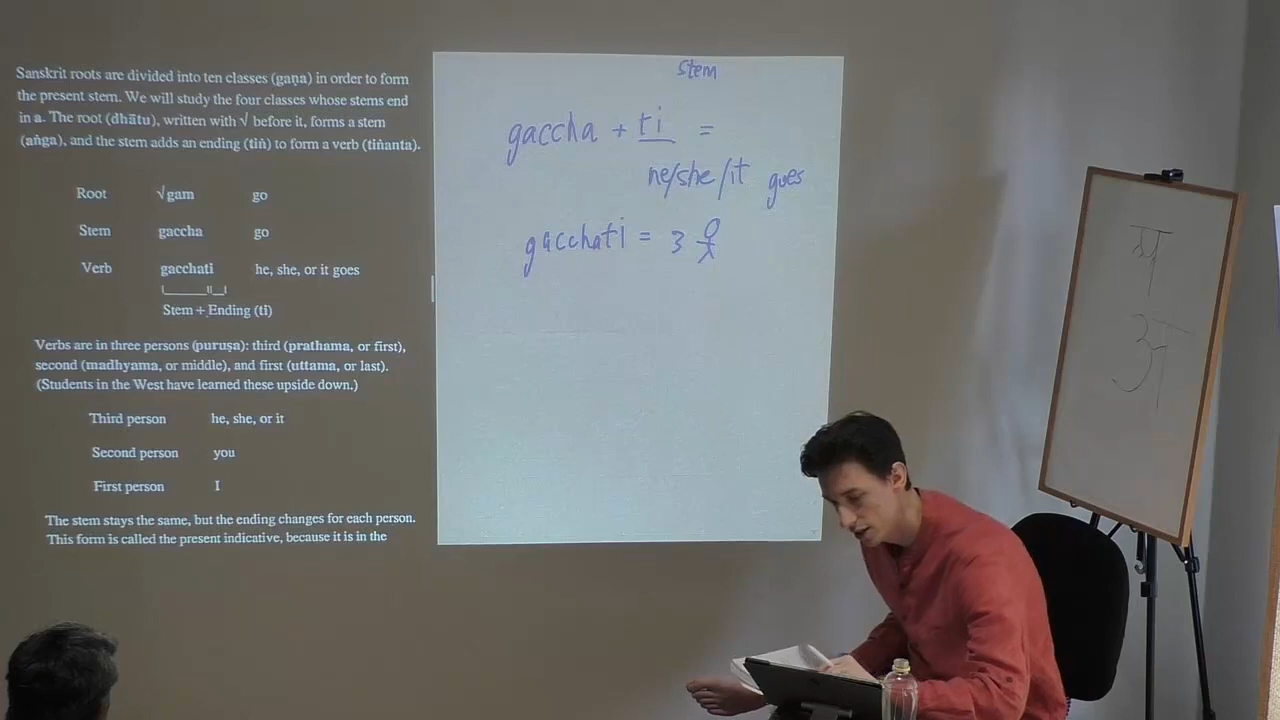 Sanskrit roots are divided into ten classes (gaṇa) in order to form
the present stem. We will study the four classes whose stems end
in a. The root (dhātu), written with √ before it, forms a stem
(aṅga), and the stem adds an ending (tiṅ) to form a verb (tiṅanta).
Root √gam go
Stem gaccha go
Verb gacchati he, she, or it goes
Stem + Ending (ti)
Verbs are in three persons (puruṣa): third (prathama, or first),
second (madhyama, or middle), and first (uttama, or last).
(Students in the West have learned these upside down.)
Third person he, she, or it
Second person you
First person I
The stem stays the same, but the ending changes for each person.
This form is called the present indicative, because it is in the
stem
gaccha + ti =
he/she/it goes
gacchati = 3
अ